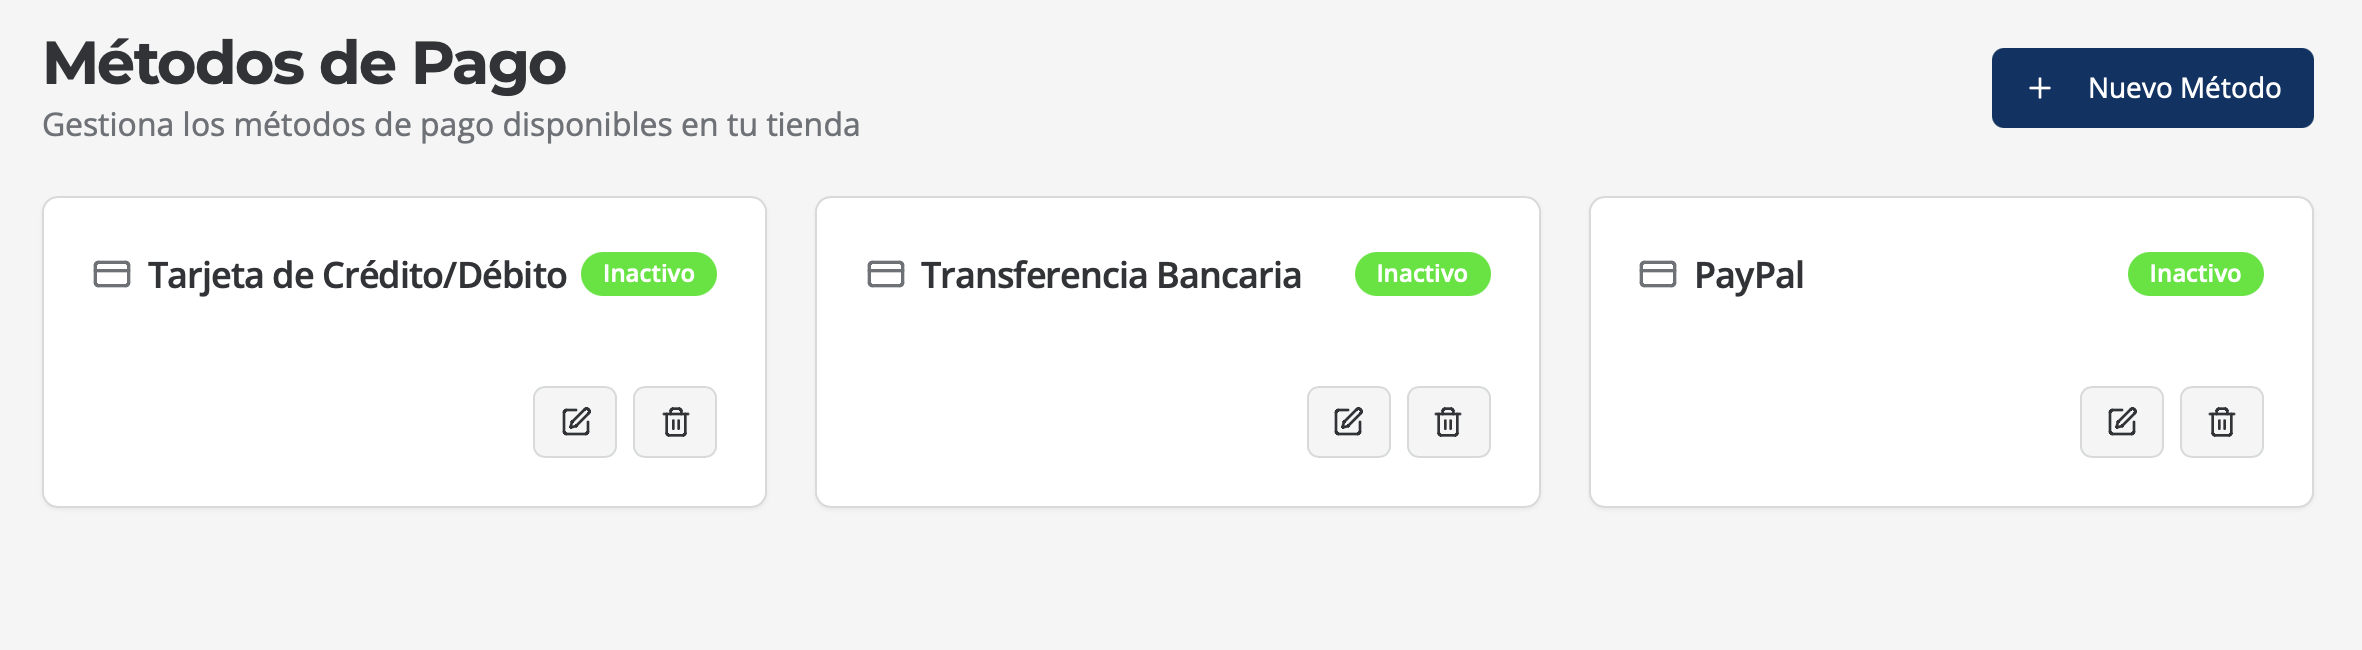 Métodos de Pago
Gestiona los métodos de pago disponibles en tu tienda
Nuevo Método
Tarjeta de Crédito/Débito
Inactivo
Transferencia Bancaria
Inactivo
PayPal
Inactivo